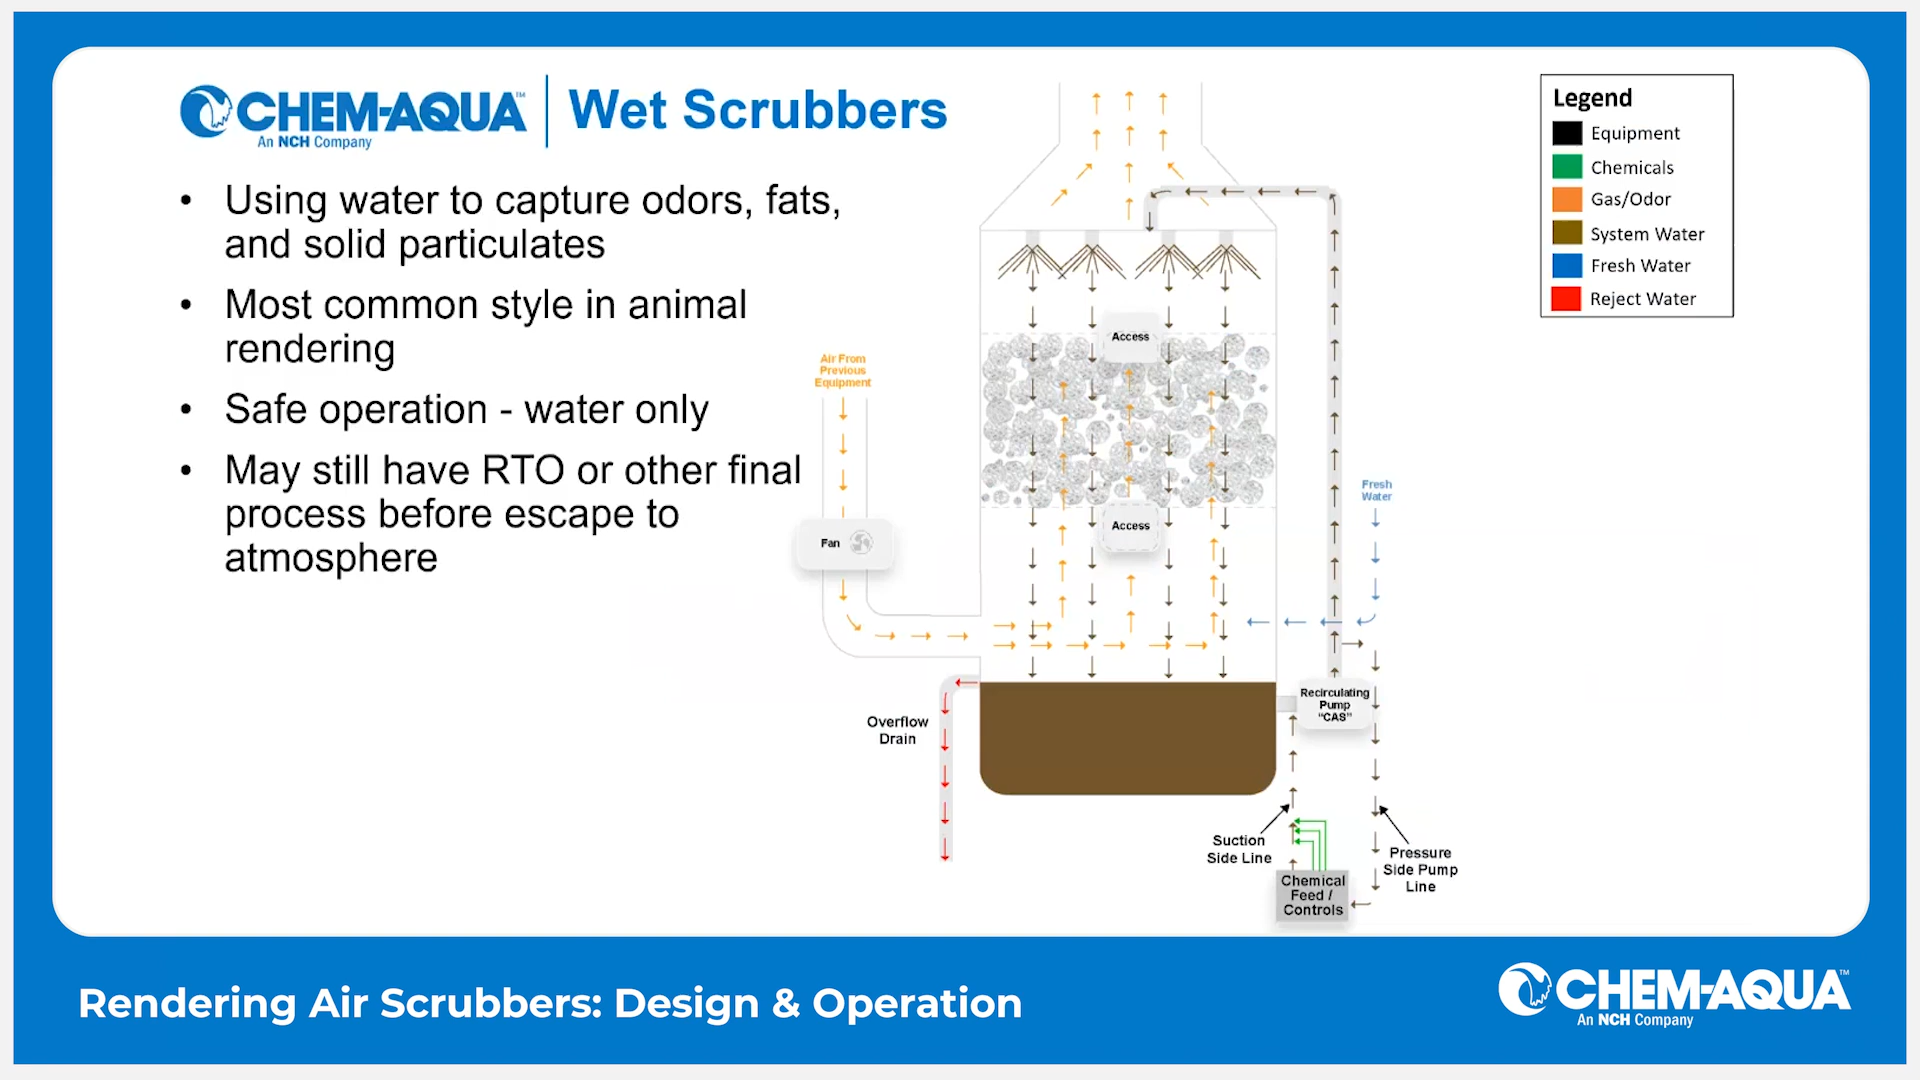 CHEM-AQUA™
An NCH Company
Wet Scrubbers
• Using water to capture odors, fats,
and solid particulates
• Most common style in animal
rendering
• Safe operation - water only
• May still have RTO or other final
process before escape to
atmosphere
Air From
Previous
Equipment
Fan
Access
Access
Overflow
Drain
Fresh
Water
Recirculating
Pump
"CAS"
Suction
Side Line
Chemical
Feed /
Controls
Pressure
Side Pump
Line
Legend
Equipment
Chemicals
Gas/Odor
System Water
Fresh Water
Reject Water
Rendering Air Scrubbers: Design & Operation
CHEM-AQUA™
An NCH Company